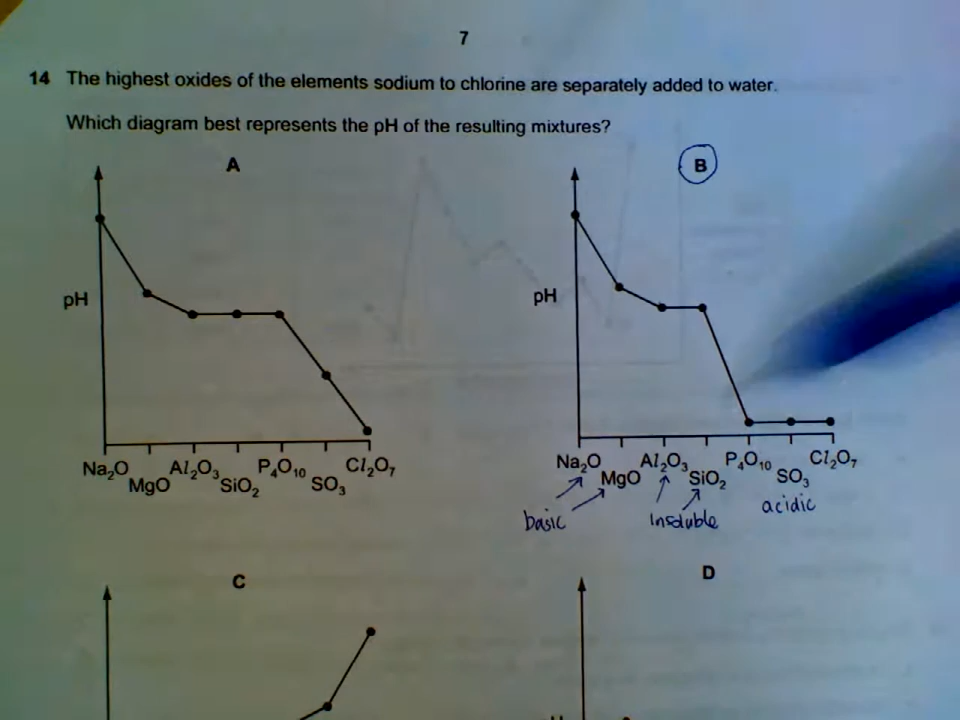 7
14 The highest oxides of the elements sodium to chlorine are separately added to water.
Which diagram best represents the pH of the resulting mixtures?
A
B
pH
pH
Na₂O
MgO
Al₂O₃
SiO₂
P₄O₁₀
SO₃
Cl₂O₇
Na₂O
MgO
Al₂O₃
SiO₂
P₄O₁₀
SO₃
Cl₂O₇
basic
Insoluble
acidic
C
D